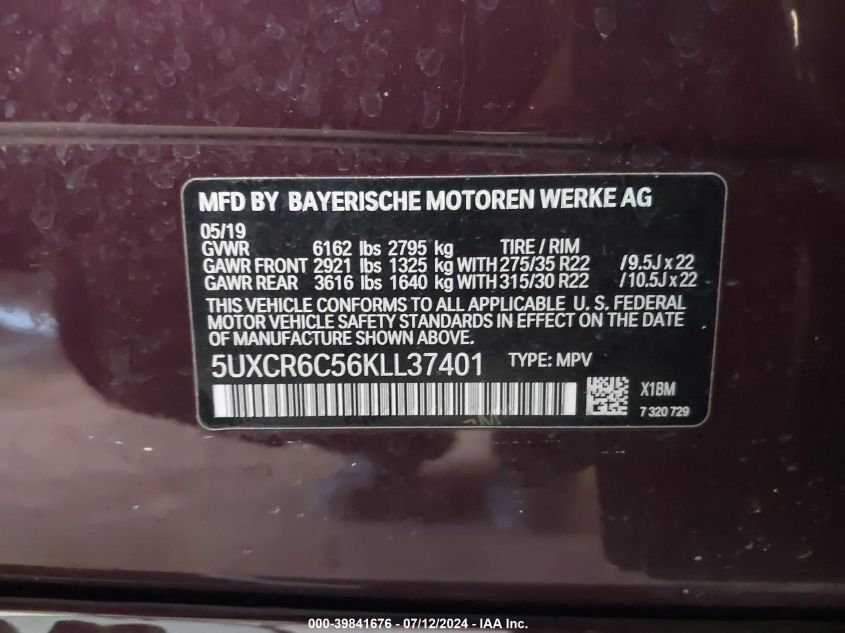 MFD BY BAYERISCHE MOTOREN WERKE AG
05/19
GVWR 6162 lbs 2795 kg TIRE / RIM
GAWR FRONT 2921 lbs 1325 kg WITH 275/35 R22 /9.5J x 22
GAWR REAR 3616 lbs 1640 kg WITH 315/30 R22 /10.5J x 22
THIS VEHICLE CONFORMS TO ALL APPLICABLE U. S. FEDERAL
MOTOR VEHICLE SAFETY STANDARDS IN EFFECT ON THE DATE
OF MANUFACTURE SHOWN ABOVE.
5UXCR6C56KLL37401 TYPE: MPV
X1BM
7 320 729
000-39841676 - 07/12/2024 - IAA Inc.